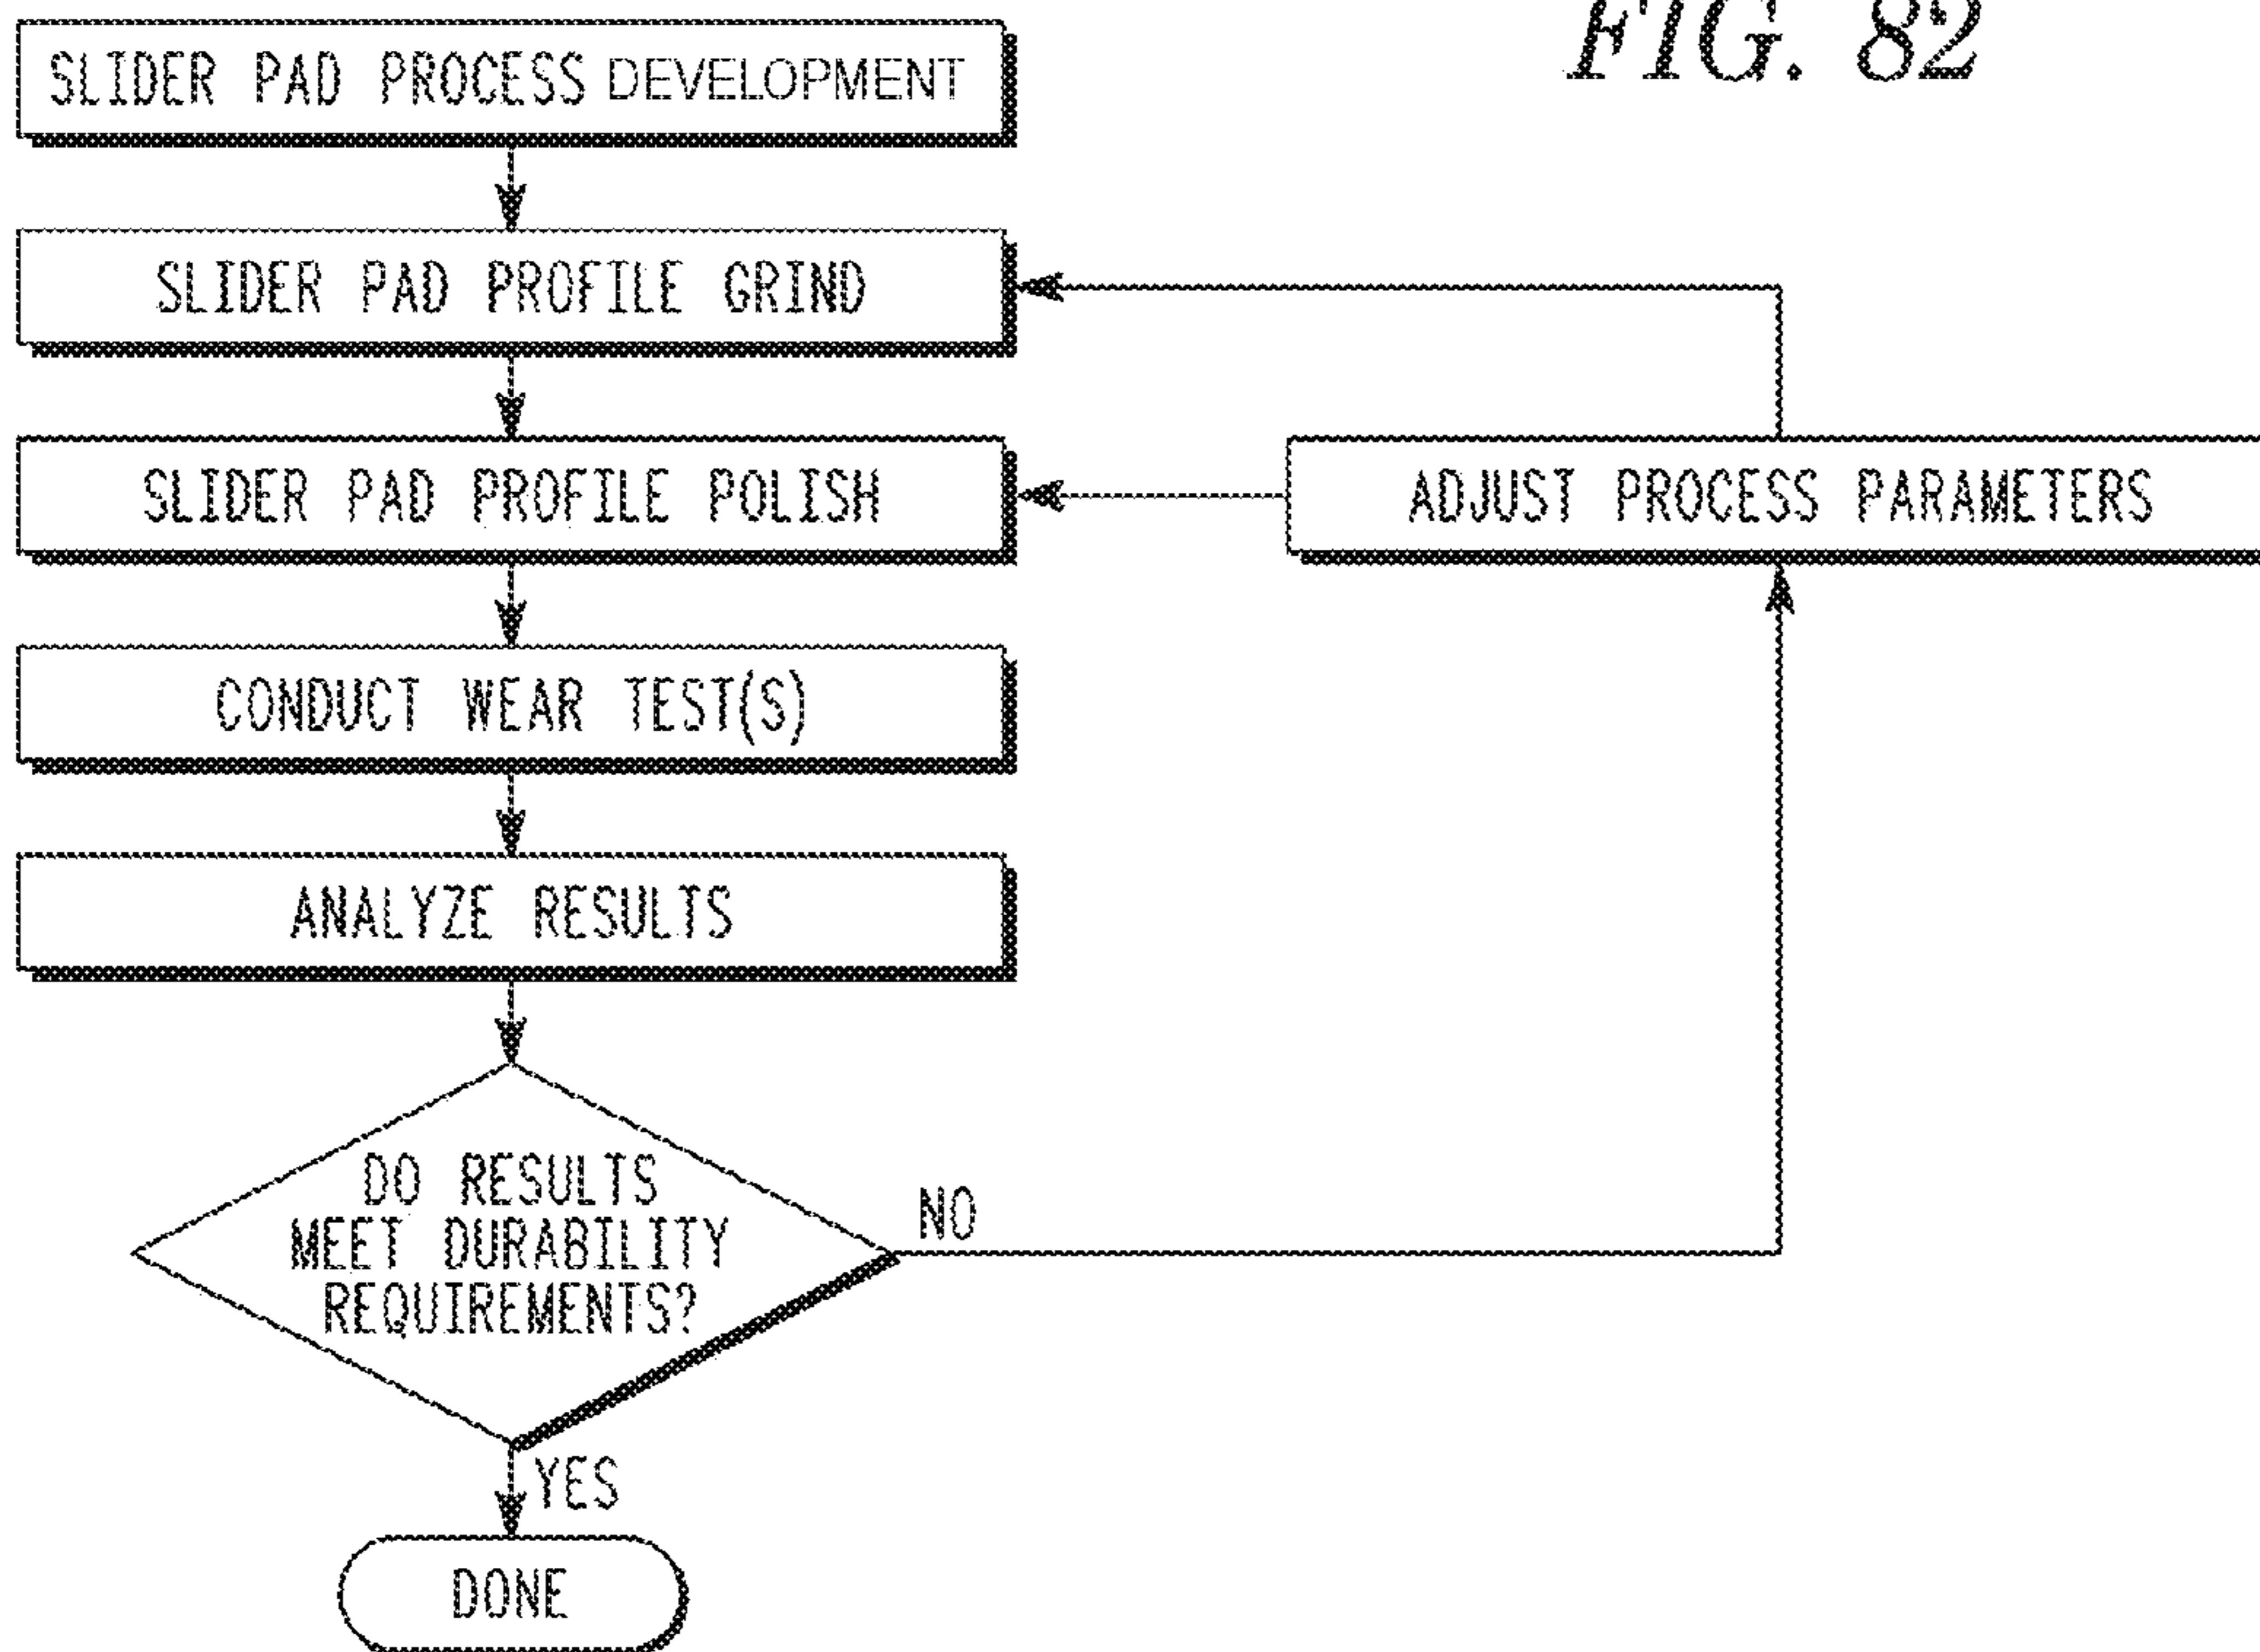 FIG. 82
SLIDER PAD PROCESS DEVELOPMENT
SLIDER PAD PROFILE GRIND
SLIDER PAD PROFILE POLISH
ADJUST PROCESS PARAMETERS
CONDUCT WEAR TEST(S)
ANALYZE RESULTS
DO RESULTS
MEET DURABILITY
REQUIREMENTS?
NO
YES
DONE